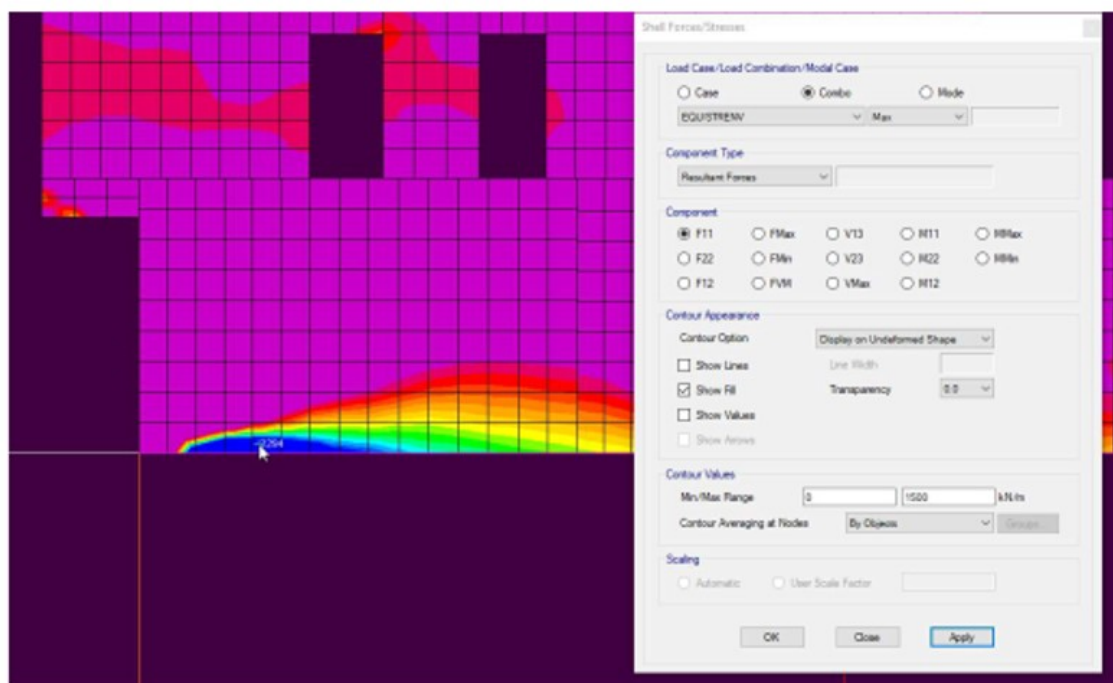 Shell Forces/Stresses
Load Case/Load Combination/Modal Case
Case Combo Mode
EQUISTRENV Max
Component Type
Resultant Forces
Component
F11 FMax V13 M11 MMax
F22 FMin V23 M22 MMin
F12 FVM VMax M12
Contour Appearance
Contour Option Display on Undeformed Shape
Show Lines Line Width
Show Fill Transparency 0.0
Show Values
Show Arrows
Contour Values
Min/Max Range 0 1500 kN/m
Contour Averaging at Nodes By Objects Groups...
Scaling
Automatic User Scale Factor
OK Close Apply